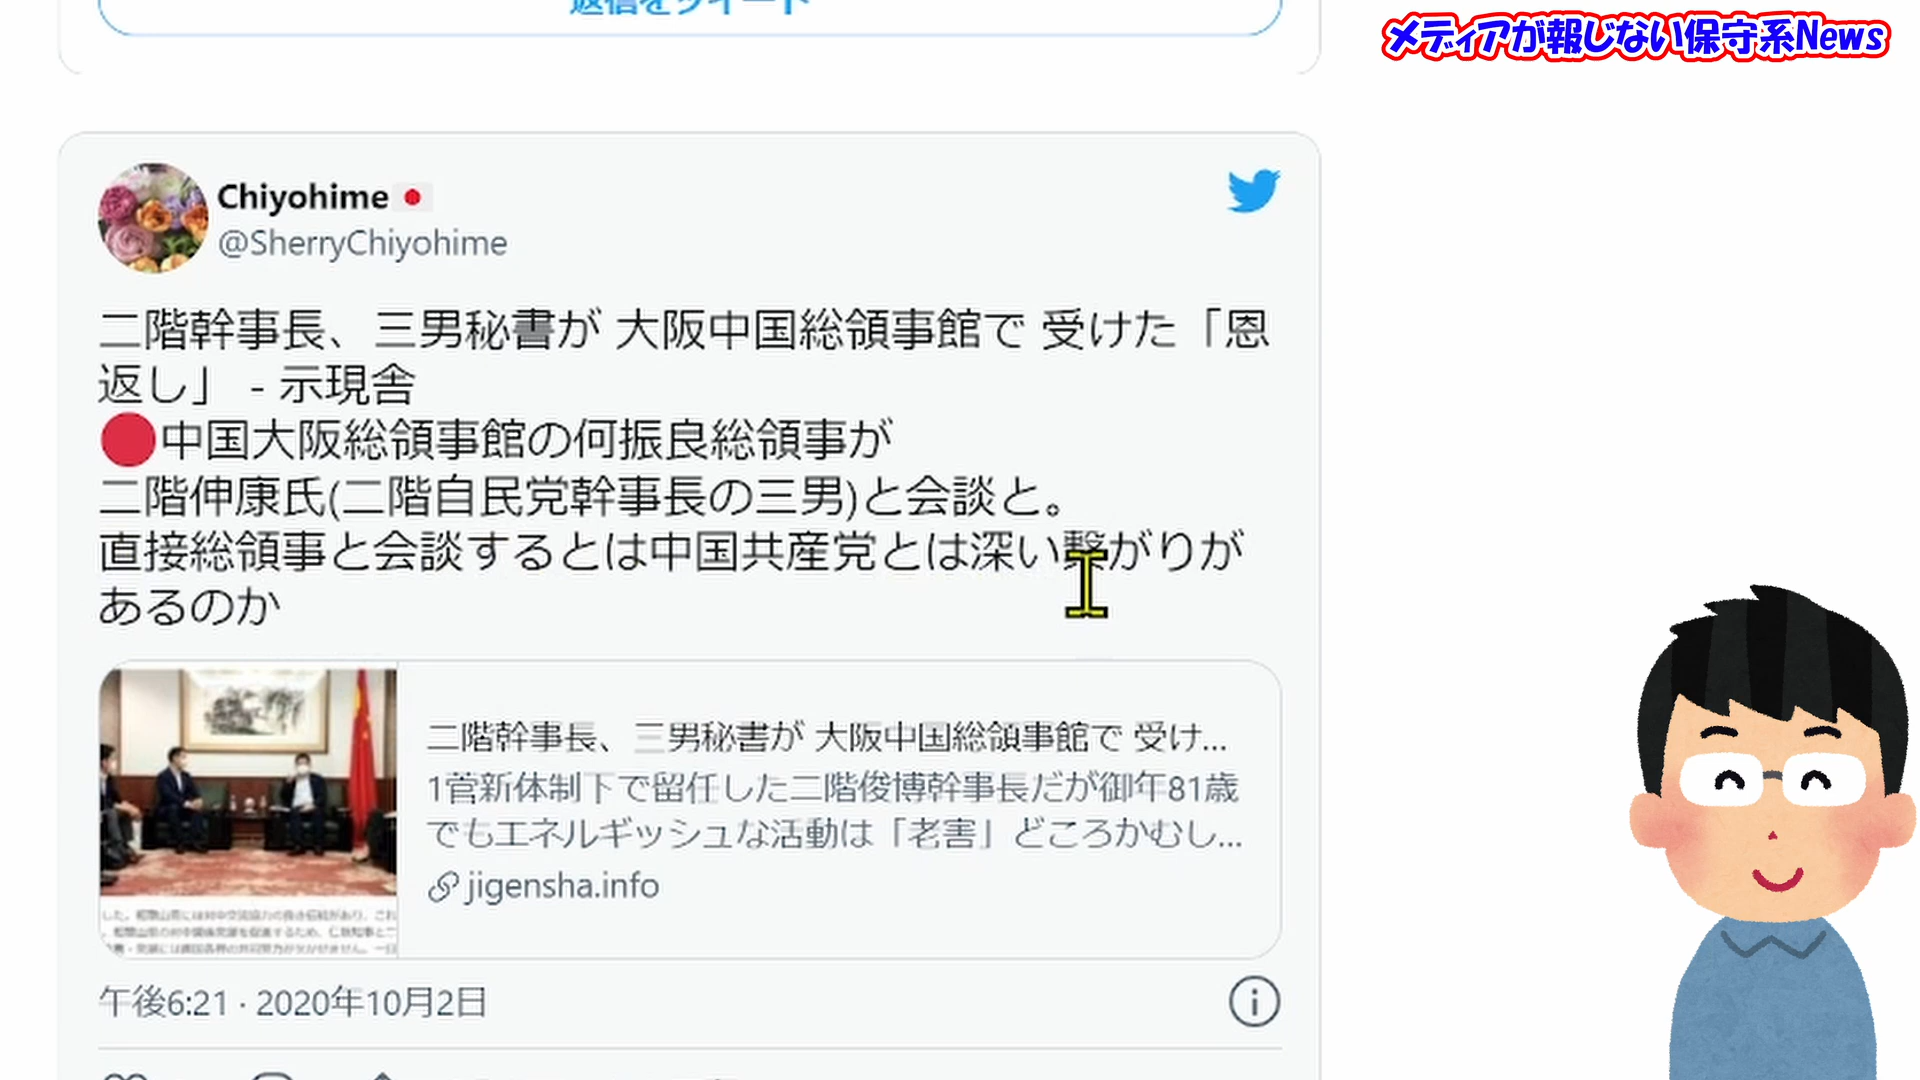 返信をツイート
メディアが報じない保守系News
Chiyohime
@SherryChiyohime
二階幹事長、三男秘書が 大阪中国総領事館で 受けた「恩
返し」 - 示現舎
中国大阪総領事館の何振良総領事が
二階伸康氏(二階自民党幹事長の三男)と会談と。
直接総領事と会談するとは中国共産党とは深い繋がりが
あるのか
二階幹事長、三男秘書が 大阪中国総領事館で 受け...
1菅新体制下で留任した二階俊博幹事長だが御年81歳
でもエネルギッシュな活動は「老害」どころかむし...
jigensha.info
午後6:21 · 2020年10月2日